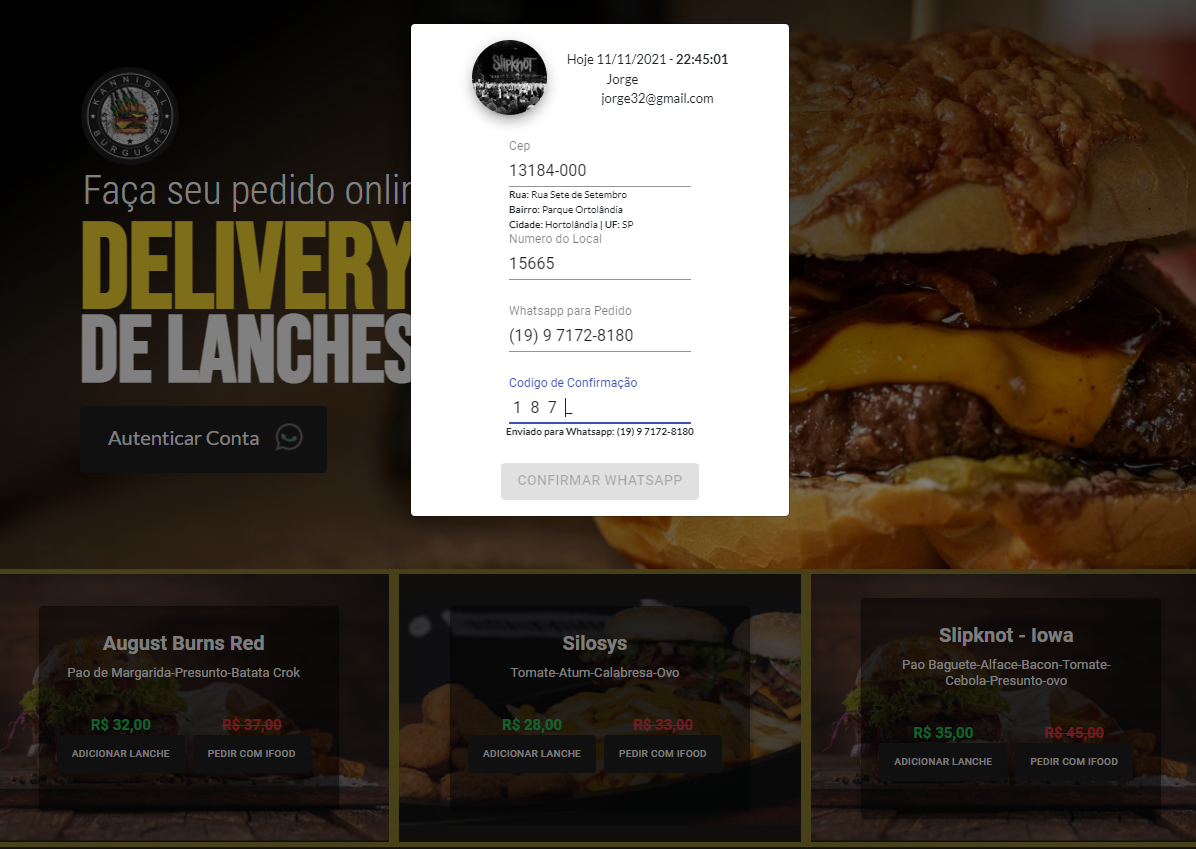 KANNIBAL
BURGUERS
Faça seu pedido onlin
DELIVERY
DE LANCHES
Autenticar Conta
SlipKnoT
Hoje 11/11/2021 - 22:45:01
Jorge
jorge32@gmail.com
Cep
13184-000
Rua: Rua Sete de Setembro
Bairro: Parque Ortolândia
Cidade: Hortolândia | UF: SP
Numero do Local
15665
Whatsapp para Pedido
(19) 9 7172-8180
Codigo de Confirmação
1 8 7 _
Enviado para Whatsapp: (19) 9 7172-8180
CONFIRMAR WHATSAPP
August Burns Red
Pao de Margarida-Presunto-Batata Crok
R$ 32,00 R$ 37,00
ADICIONAR LANCHE PEDIR COM IFOOD
Silosys
Tomate-Atum-Calabresa-Ovo
R$ 28,00 R$ 33,00
ADICIONAR LANCHE PEDIR COM IFOOD
Slipknot - Iowa
Pao Baguete-Alface-Bacon-Tomate-
Cebola-Presunto-ovo
R$ 35,00 R$ 45,00
ADICIONAR LANCHE PEDIR COM IFOOD